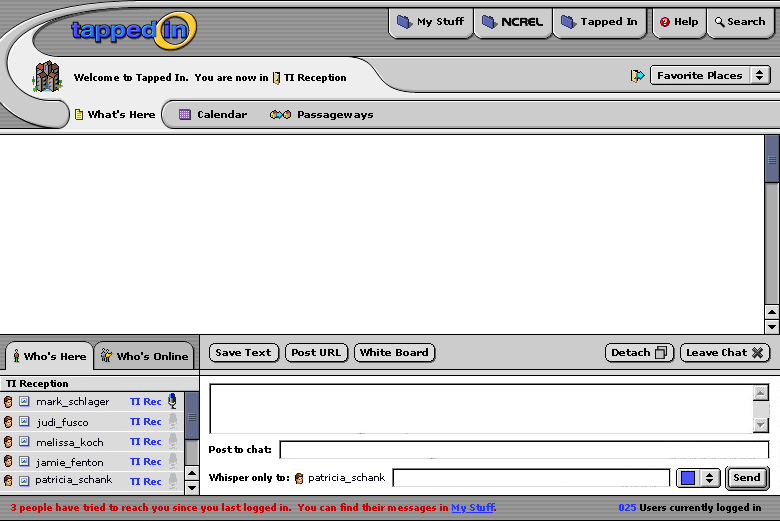 tapped in
My Stuff
NCREL
Tapped In
Help
Search
Welcome to Tapped In. You are now in TI Reception
Favorite Places
What's Here
Calendar
Passageways
Who's Here
Who's Online
Save Text
Post URL
White Board
Detach
Leave Chat
TI Reception
mark_schlager TI Rec
judi_fusco TI Rec
melissa_koch TI Rec
jamie_fenton TI Rec
patricia_schank TI Rec
Post to chat:
Whisper only to: patricia_schank
Send
3 people have tried to reach you since you last logged in. You can find their messages in My Stuff.
025 Users currently logged in